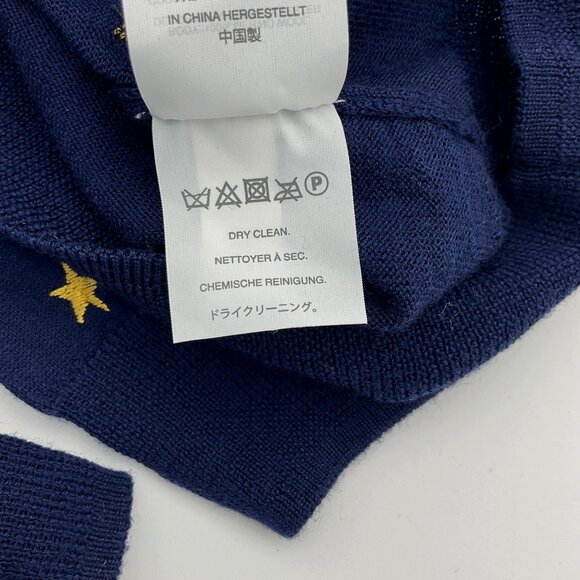 IN CHINA HERGESTELLT
中国製
P
DRY CLEAN.
NETTOYER À SEC.
CHEMISCHE REINIGUNG.
ドライクリーニング。